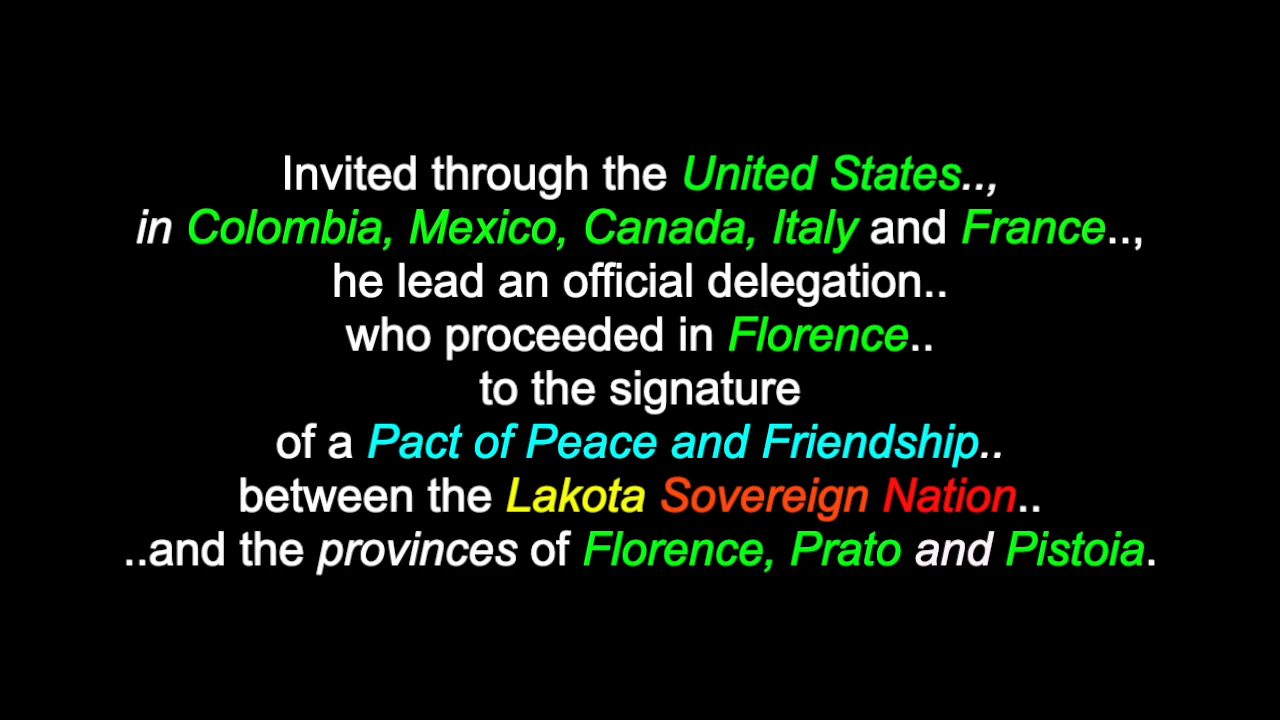 Invited through the United States..,
in Colombia, Mexico, Canada, Italy and France..,
he lead an official delegation..
who proceeded in Florence..
to the signature
of a Pact of Peace and Friendship..
between the Lakota Sovereign Nation..
..and the provinces of Florence, Prato and Pistoia.